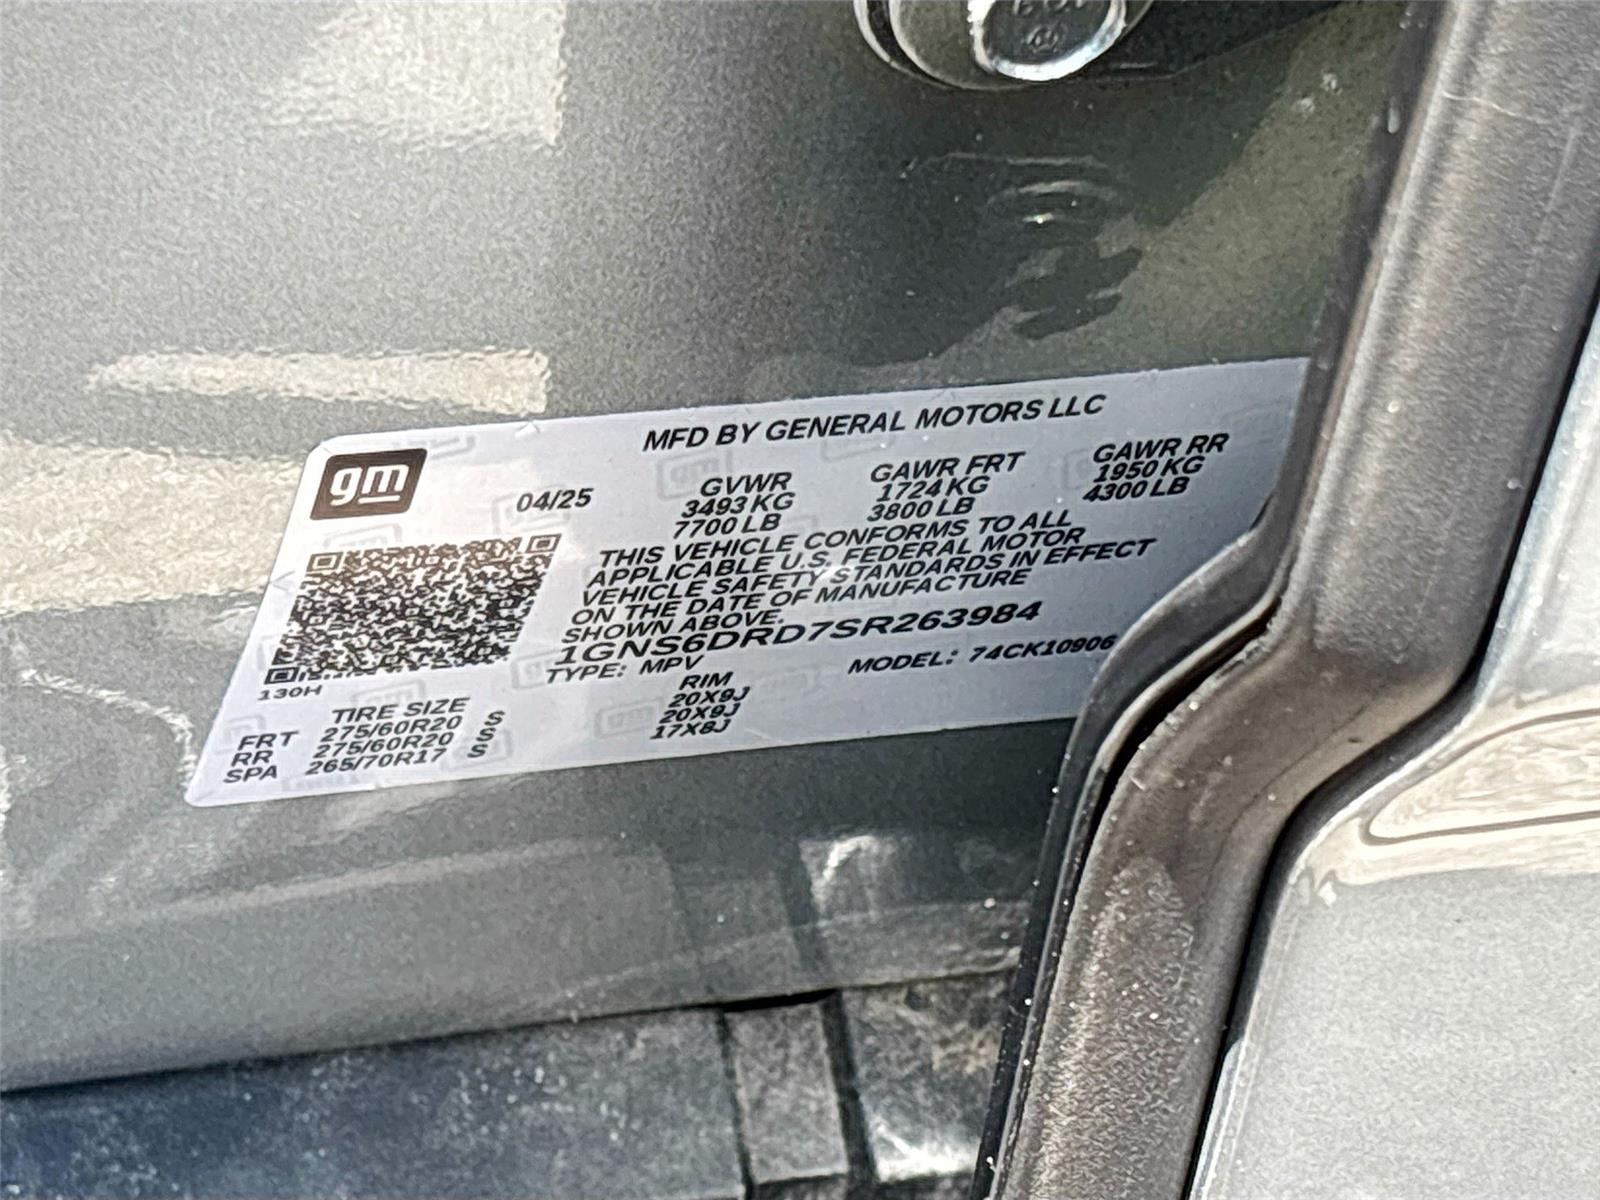 gm
MFD BY GENERAL MOTORS LLC
04/25
GVWR GAWR FRT GAWR RR
3493 KG 1724 KG 1950 KG
7700 LB 3800 LB 4300 LB
THIS VEHICLE CONFORMS TO ALL
APPLICABLE U.S. FEDERAL MOTOR
VEHICLE SAFETY STANDARDS IN EFFECT
ON THE DATE OF MANUFACTURE
SHOWN ABOVE.
1GNS6DRD7SR263984
TYPE: MPV MODEL: 74CK10906
130H
TIRE SIZE RIM
FRT 275/60R20 S 20X9J
RR 275/60R20 S 20X9J
SPA 265/70R17 S 17X8J